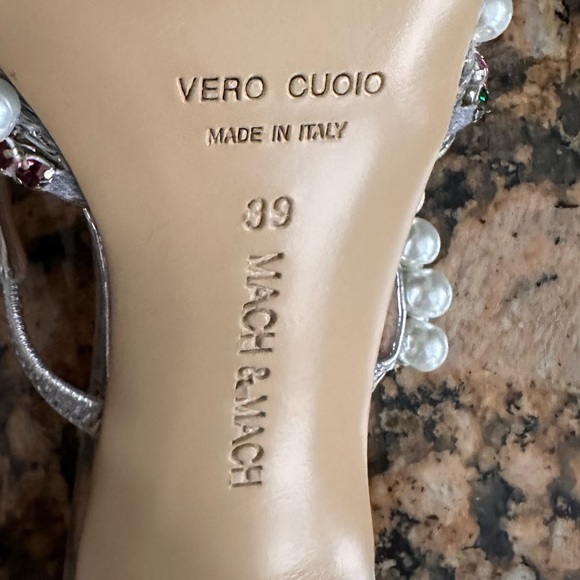 VERO CUOIO
MADE IN ITALY
39
MACH & MACH